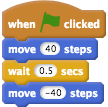 when clicked
move 40 steps
wait 0.5 secs
move -40 steps